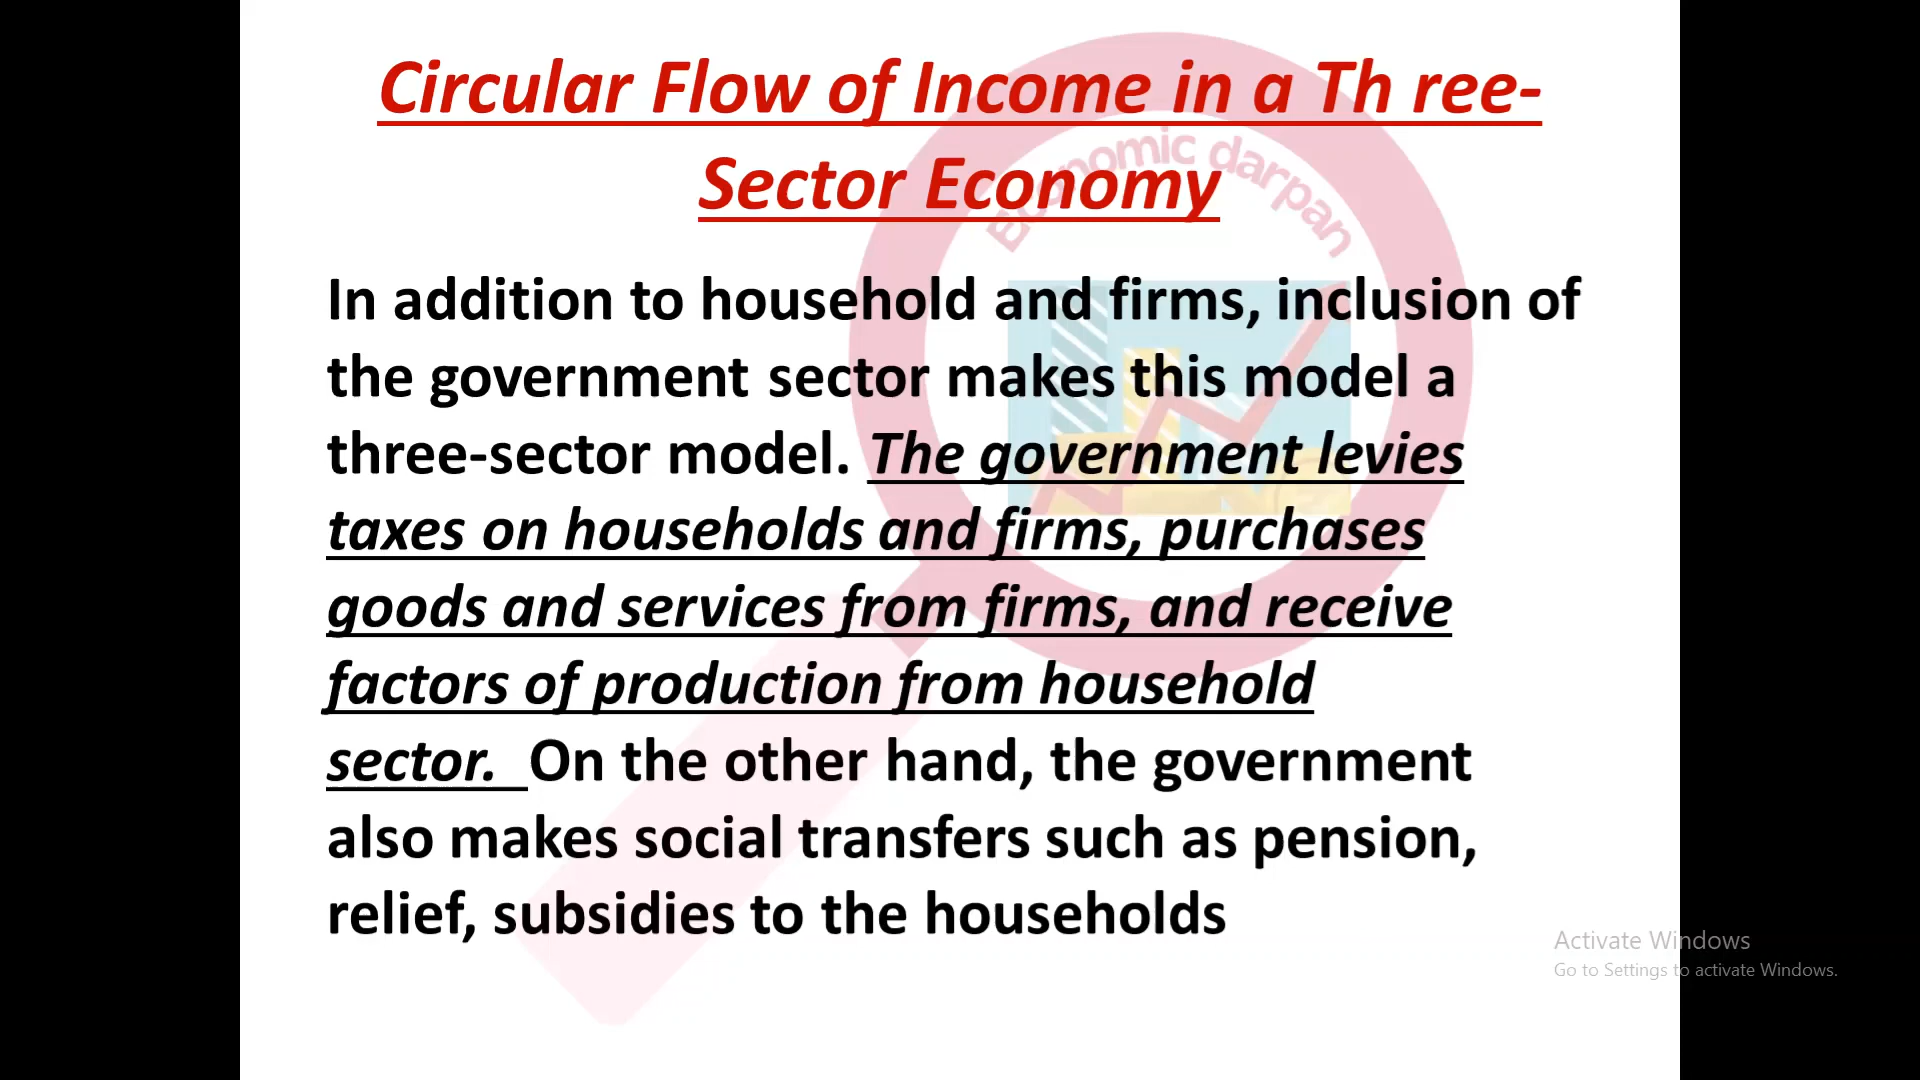 Circular Flow of Income in a Th ree-
Sector Economy
Economic darpan
In addition to household and firms, inclusion of
the government sector makes this model a
three-sector model. The government levies
taxes on households and firms, purchases
goods and services from firms, and receive
factors of production from household
sector. On the other hand, the government
also makes social transfers such as pension,
relief, subsidies to the households
Activate Windows
Go to Settings to activate Windows.